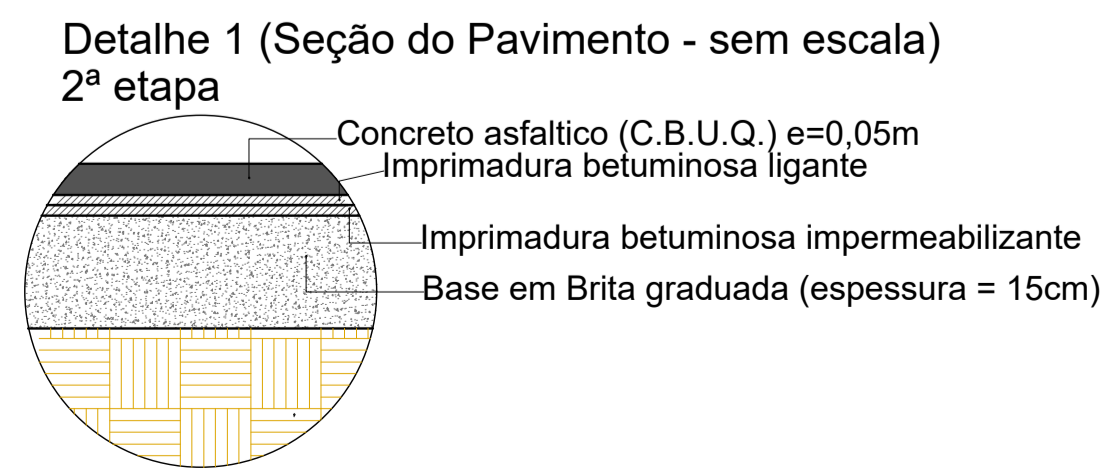 Detalhe 1 (Seção do Pavimento - sem escala)
2ª etapa
Concreto asfaltico (C.B.U.Q.) e=0,05m
Imprimadura betuminosa ligante
Imprimadura betuminosa impermeabilizante
Base em Brita graduada (espessura = 15cm)